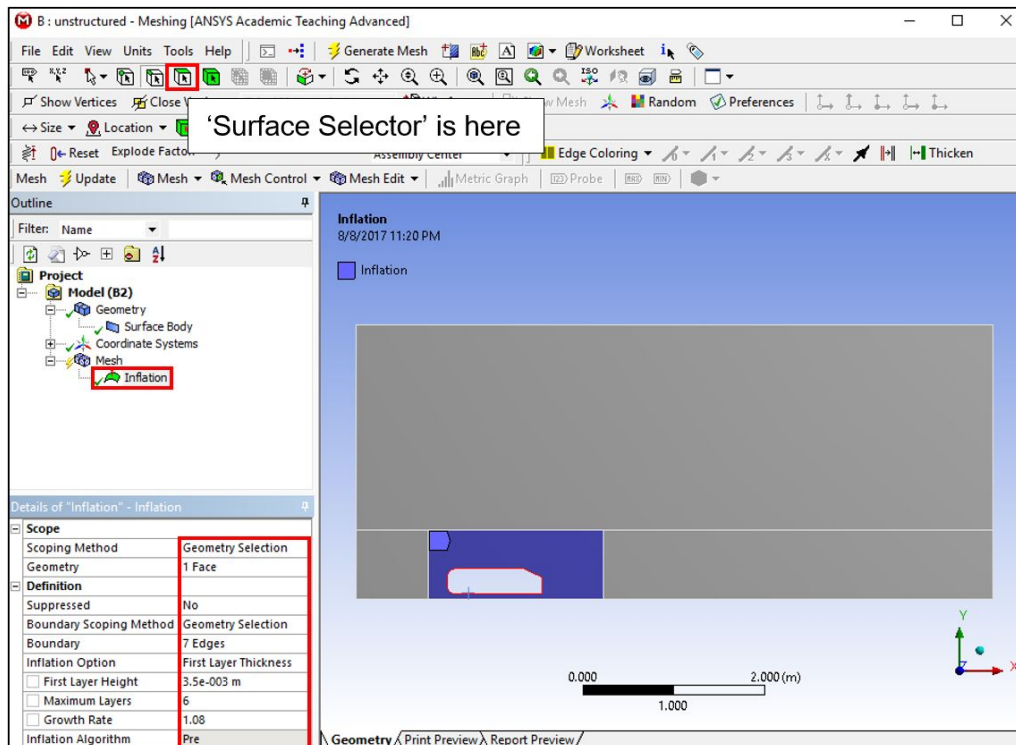 B : unstructured - Meshing [ANSYS Academic Teaching Advanced]
File Edit View Units Tools Help Generate Mesh Worksheet
Show Vertices Close Mesh Random Preferences
Size Location
'Surface Selector' is here
Reset Explode Factor Assembly Center Edge Coloring Thicken
Mesh Update Mesh Mesh Control Mesh Edit Metric Graph Probe
Outline
Filter: Name
Project
Model (B2)
Geometry
Surface Body
Coordinate Systems
Mesh
Inflation
Inflation
8/8/2017 11:20 PM
Inflation
Details of "Inflation" - Inflation
Scope
Scoping Method Geometry Selection
Geometry 1 Face
Definition
Suppressed No
Boundary Scoping Method Geometry Selection
Boundary 7 Edges
Inflation Option First Layer Thickness
First Layer Height 3.5e-003 m
Maximum Layers 6
Growth Rate 1.08
Inflation Algorithm Pre
0.000 2.000 (m)
1.000
Y
Z X
Geometry Print Preview Report Preview